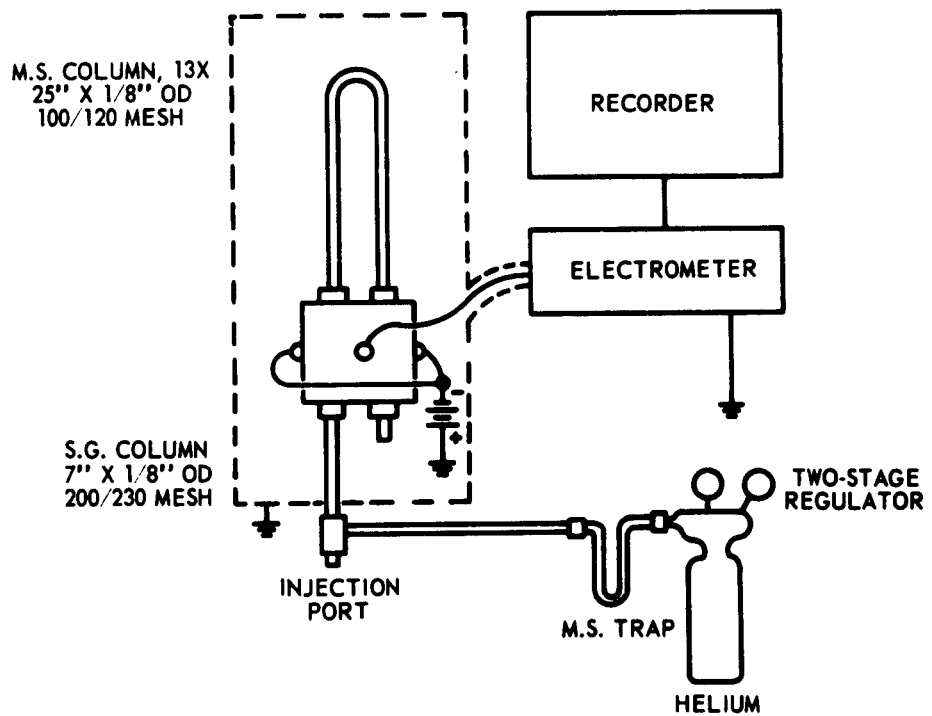 M.S. COLUMN, 13X
25" X 1/8" OD
100/120 MESH
RECORDER
ELECTROMETER
-
+
S.G. COLUMN
7" X 1/8" OD
200/230 MESH
INJECTION
PORT
TWO-STAGE
REGULATOR
M.S. TRAP
HELIUM